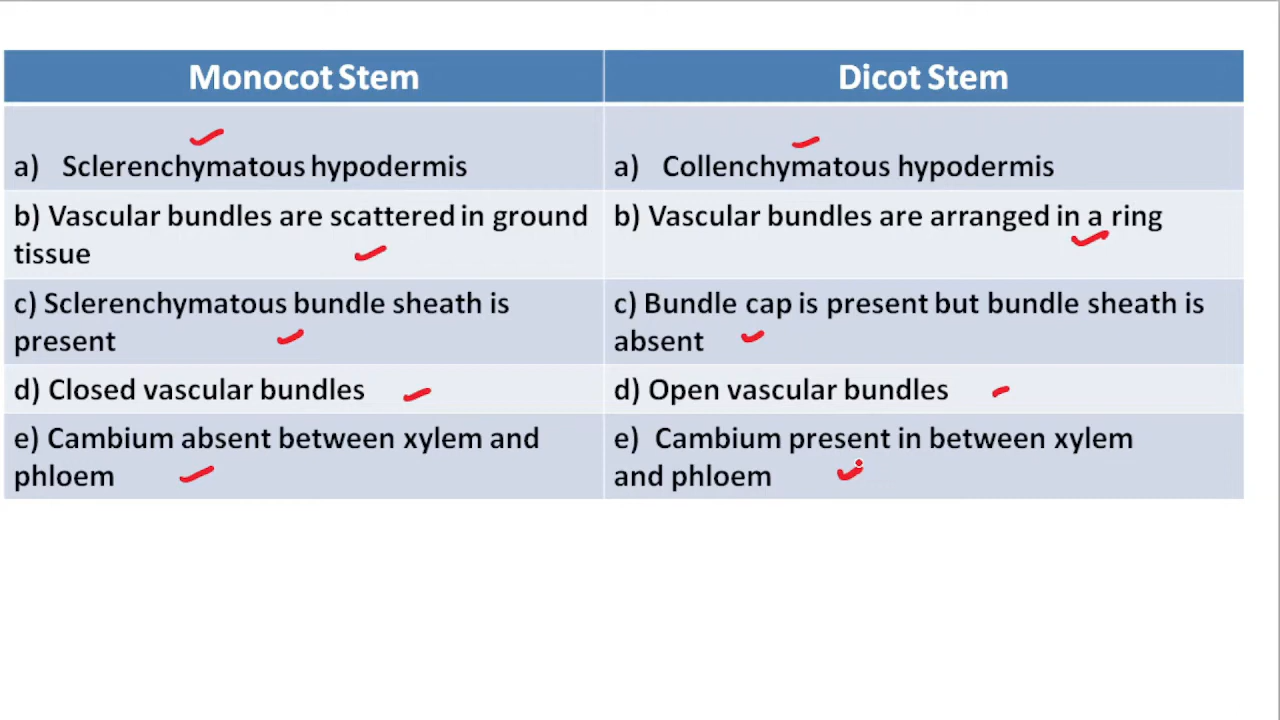 Monocot Stem
Dicot Stem
a) Sclerenchymatous hypodermis
a) Collenchymatous hypodermis
b) Vascular bundles are scattered in ground
tissue
b) Vascular bundles are arranged in a ring
c) Sclerenchymatous bundle sheath is
present
c) Bundle cap is present but bundle sheath is
absent
d) Closed vascular bundles
d) Open vascular bundles
e) Cambium absent between xylem and
phloem
e) Cambium present in between xylem
and phloem